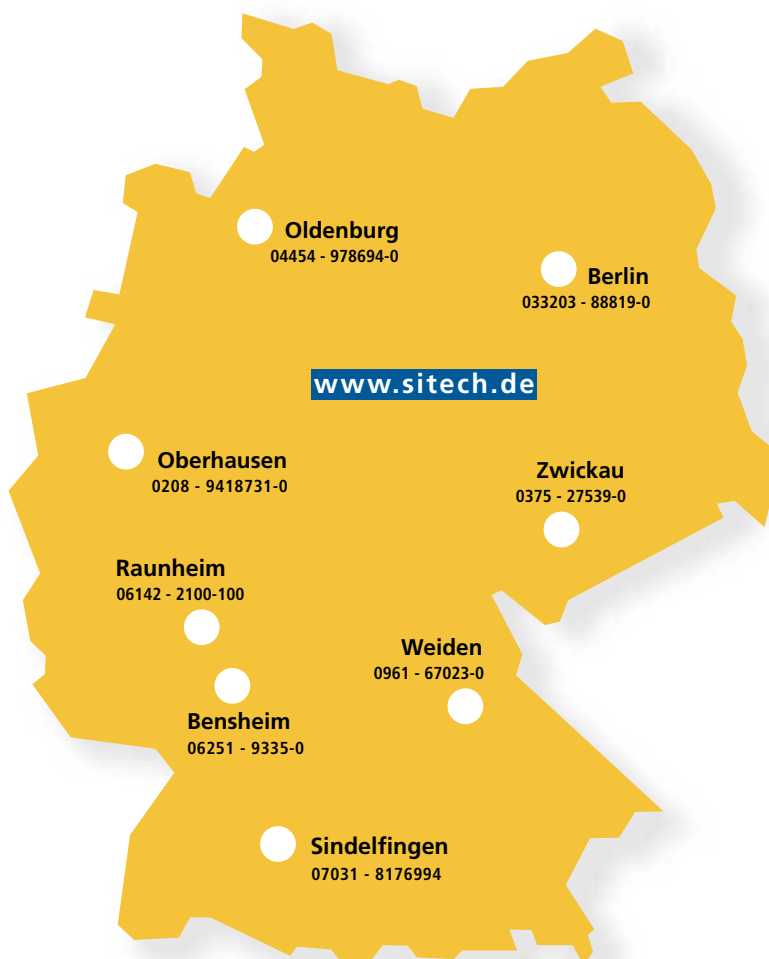 Oldenburg
04454 - 978694-0
Berlin
033203 - 88819-0
www.sitech.de
Oberhausen
0208 - 9418731-0
Zwickau
0375 - 27539-0
Raunheim
06142 - 2100-100
Weiden
0961 - 67023-0
Bensheim
06251 - 9335-0
Sindelfingen
07031 - 8176994